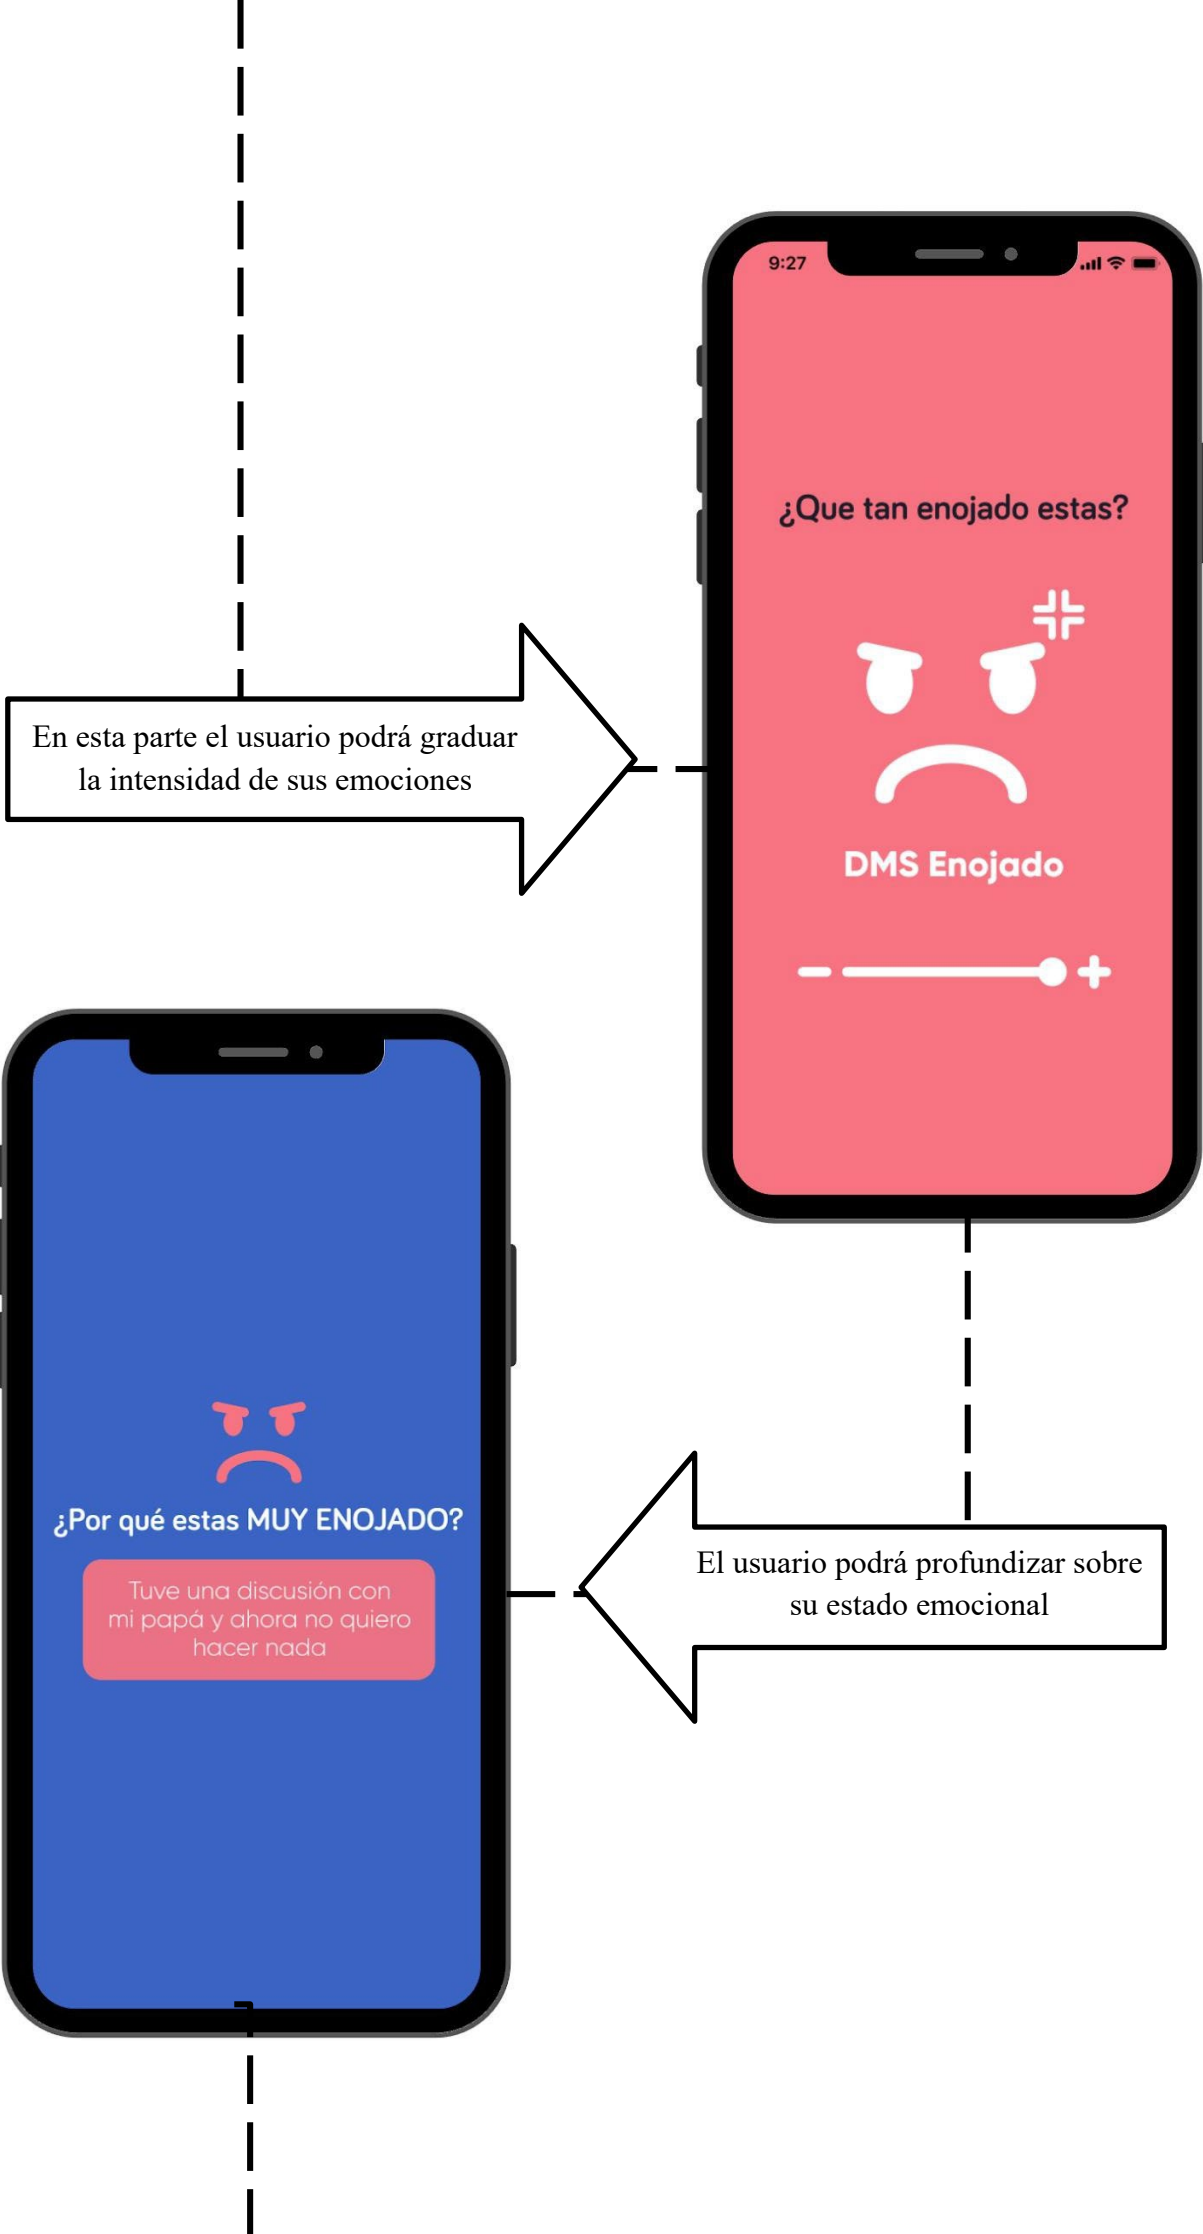 9:27
¿Que tan enojado estas?
En esta parte el usuario podrá graduar
la intensidad de sus emociones
DMS Enojado
¿Por qué estas MUY ENOJADO?
Tuve una discusión con
mi papá y ahora no quiero
hacer nada
El usuario podrá profundizar sobre
su estado emocional